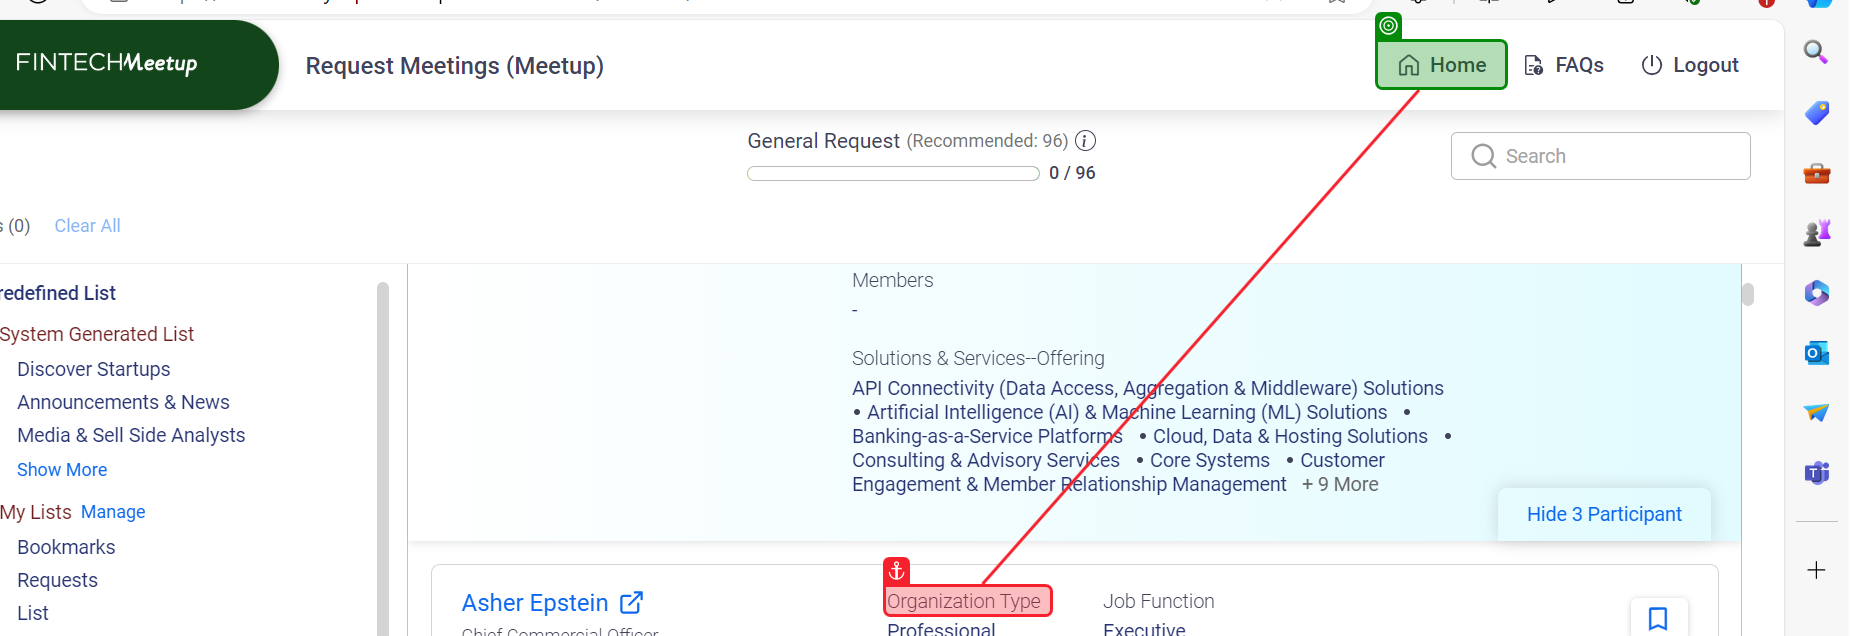 FINTECHMeetup
Request Meetings (Meetup)
Home
FAQs
Logout
General Request (Recommended: 96)
0 / 96
Search
s (0)
Clear All
redefined List
System Generated List
Discover Startups
Announcements & News
Media & Sell Side Analysts
Show More
My Lists Manage
Bookmarks
Requests
List
Members
-
Solutions & Services--Offering
API Connectivity (Data Access, Aggregation & Middleware) Solutions
• Artificial Intelligence (AI) & Machine Learning (ML) Solutions •
Banking-as-a-Service Platforms • Cloud, Data & Hosting Solutions •
Consulting & Advisory Services • Core Systems • Customer
Engagement & Member Relationship Management + 9 More
Hide 3 Participant
Asher Epstein
Chief Commercial Officer
Organization Type
Professional
Job Function
Executive